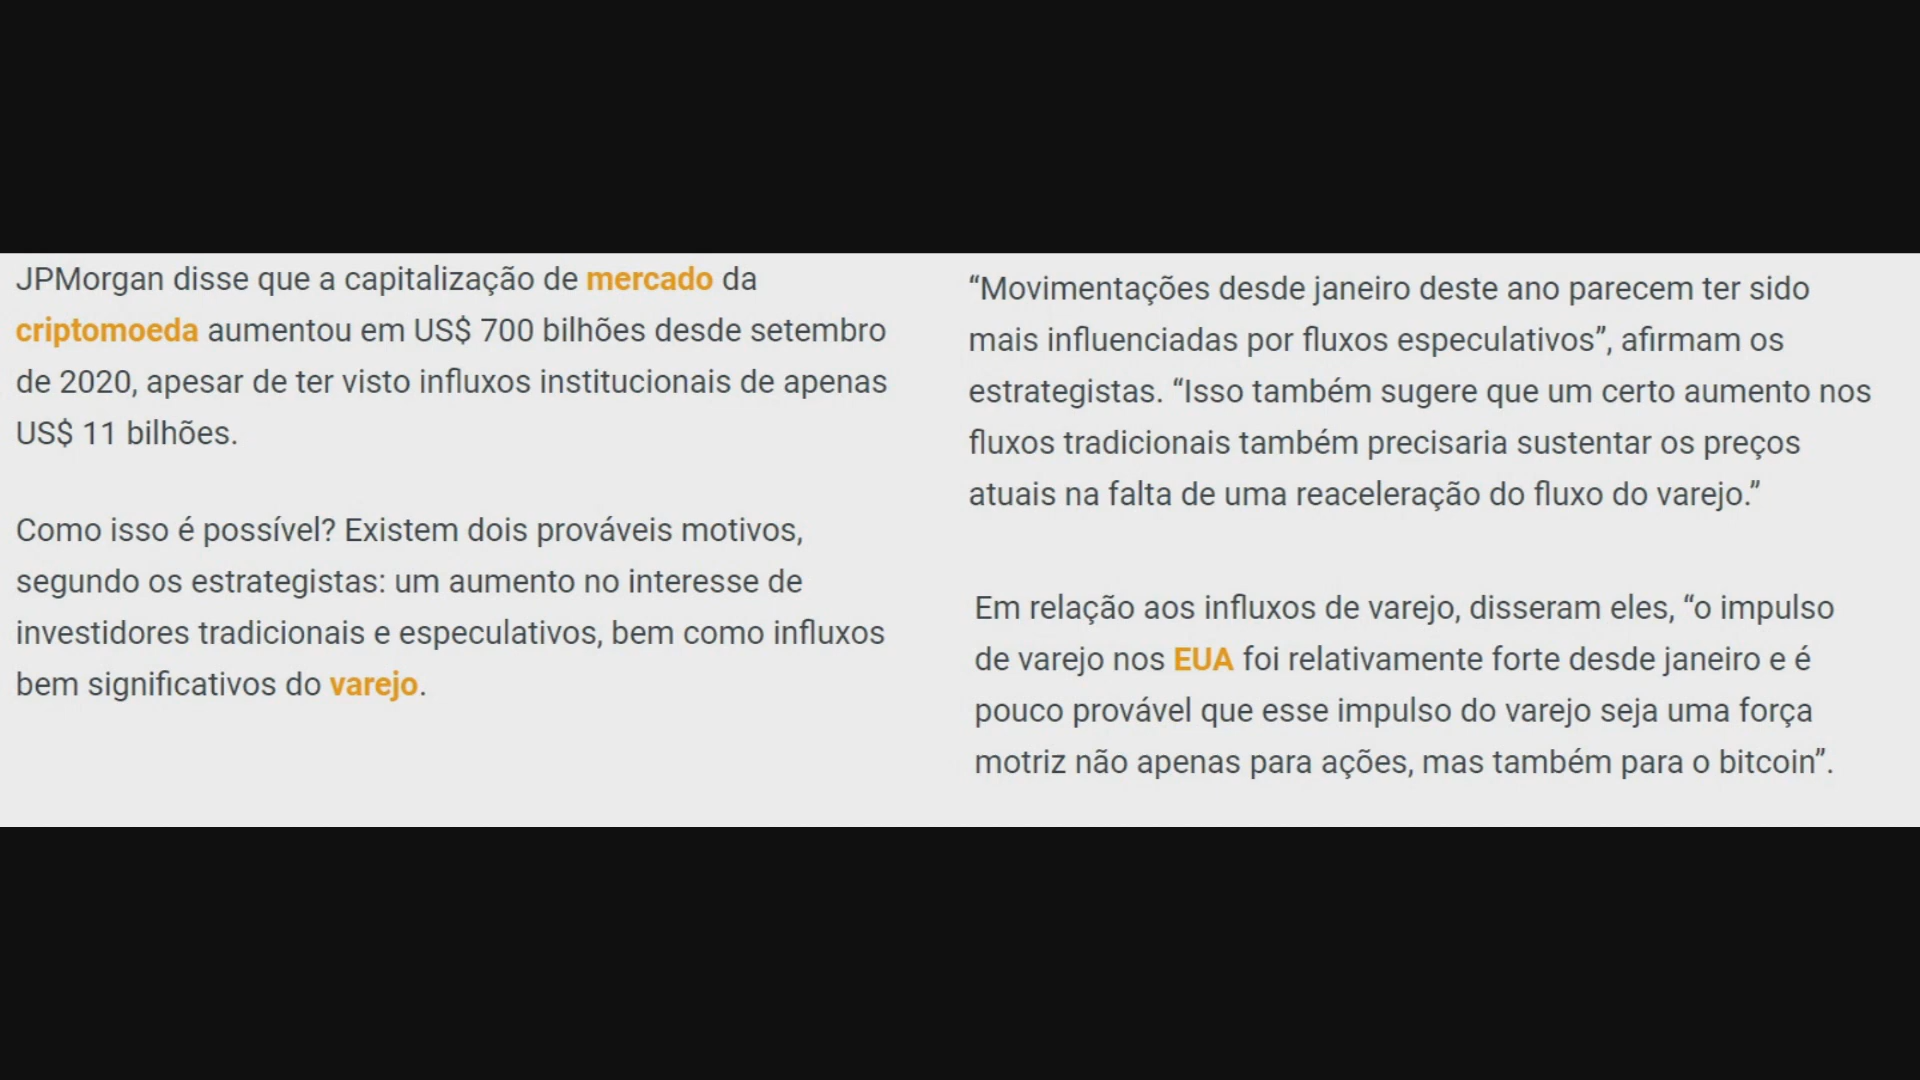 JPMorgan disse que a capitalização de mercado da
criptomoeda aumentou em US$ 700 bilhões desde setembro
de 2020, apesar de ter visto influxos institucionais de apenas
US$ 11 bilhões.
Como isso é possível? Existem dois prováveis motivos,
segundo os estrategistas: um aumento no interesse de
investidores tradicionais e especulativos, bem como influxos
bem significativos do varejo.
“Movimentações desde janeiro deste ano parecem ter sido
mais influenciadas por fluxos especulativos”, afirmam os
estrategistas. “Isso também sugere que um certo aumento nos
fluxos tradicionais também precisaria sustentar os preços
atuais na falta de uma reaceleração do fluxo do varejo.”
Em relação aos influxos de varejo, disseram eles, “o impulso
de varejo nos EUA foi relativamente forte desde janeiro e é
pouco provável que esse impulso do varejo seja uma força
motriz não apenas para ações, mas também para o bitcoin”.